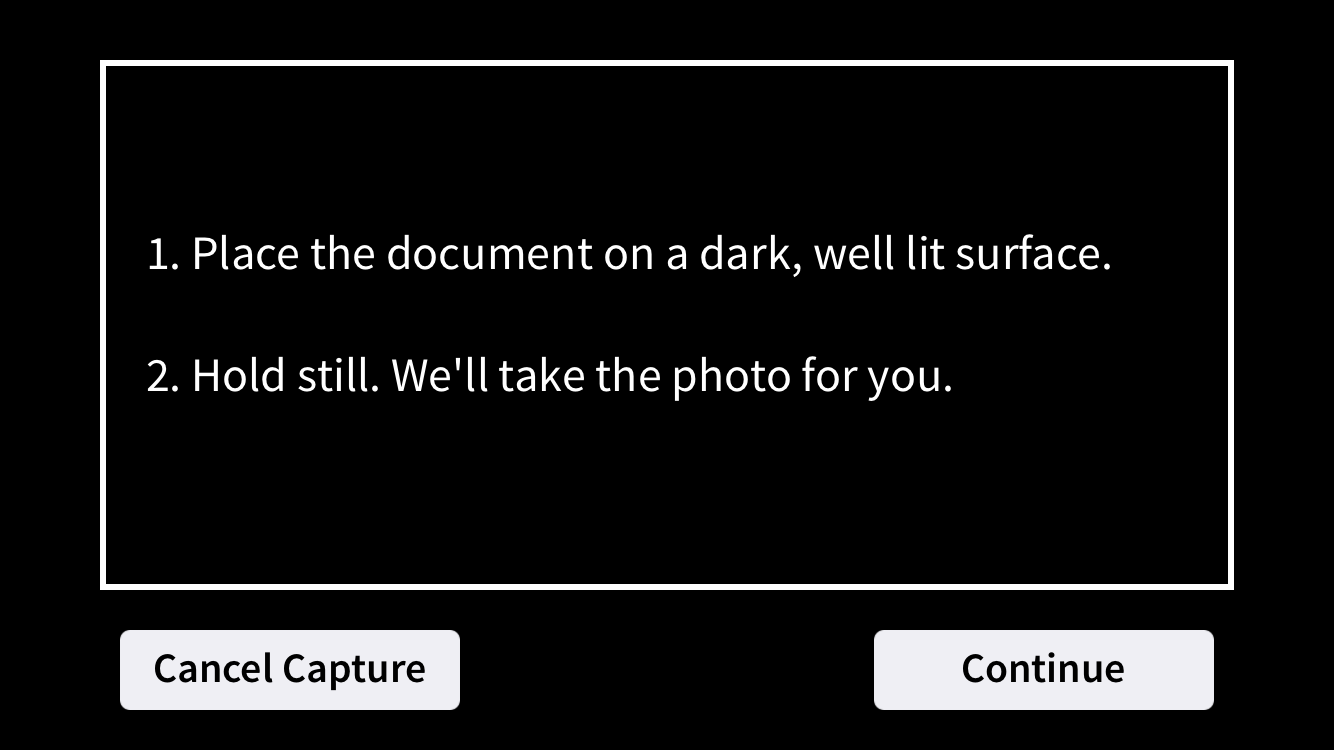 1. Place the document on a dark, well lit surface.
2. Hold still. We'll take the photo for you.
Cancel Capture
Continue